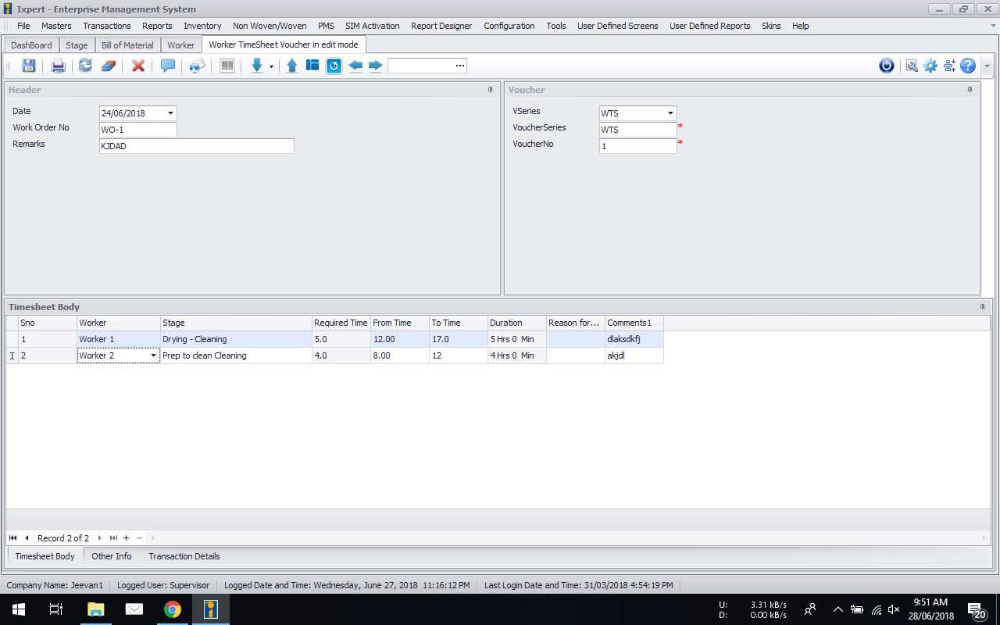 Ixpert - Enterprise Management System
File Masters Transactions Reports Inventory Non Woven/Woven PMS SIM Activation Report Designer Configuration Tools User Defined Screens User Defined Reports Skins Help
DashBoard Stage Bill of Material Worker Worker TimeSheet Voucher in edit mode
...
Header Voucher
Date 24/06/2018 VSeries WTS
Work Order No WO-1 VoucherSeries WTS *
Remarks KJDAD VoucherNo 1 *
Timesheet Body
Sno Worker Stage Required Time From Time To Time Duration Reason for... Comments1
1 Worker 1 Drying - Cleaning 5.0 12.00 17.0 5 Hrs 0 Min dlaksdkfj
2 Worker 2 Prep to clean Cleaning 4.0 8.00 12 4 Hrs 0 Min akjdl
Record 2 of 2
Timesheet Body Other Info Transaction Details
Company Name: Jeevan1 Logged User: Supervisor Logged Date and Time: Wednesday, June 27, 2018 11:16:12 PM Last Login Date and Time: 31/03/2018 4:54:19 PM
U: 3.31 kB/s 9:51 AM
D: 0.00 kB/s 28/06/2018 20